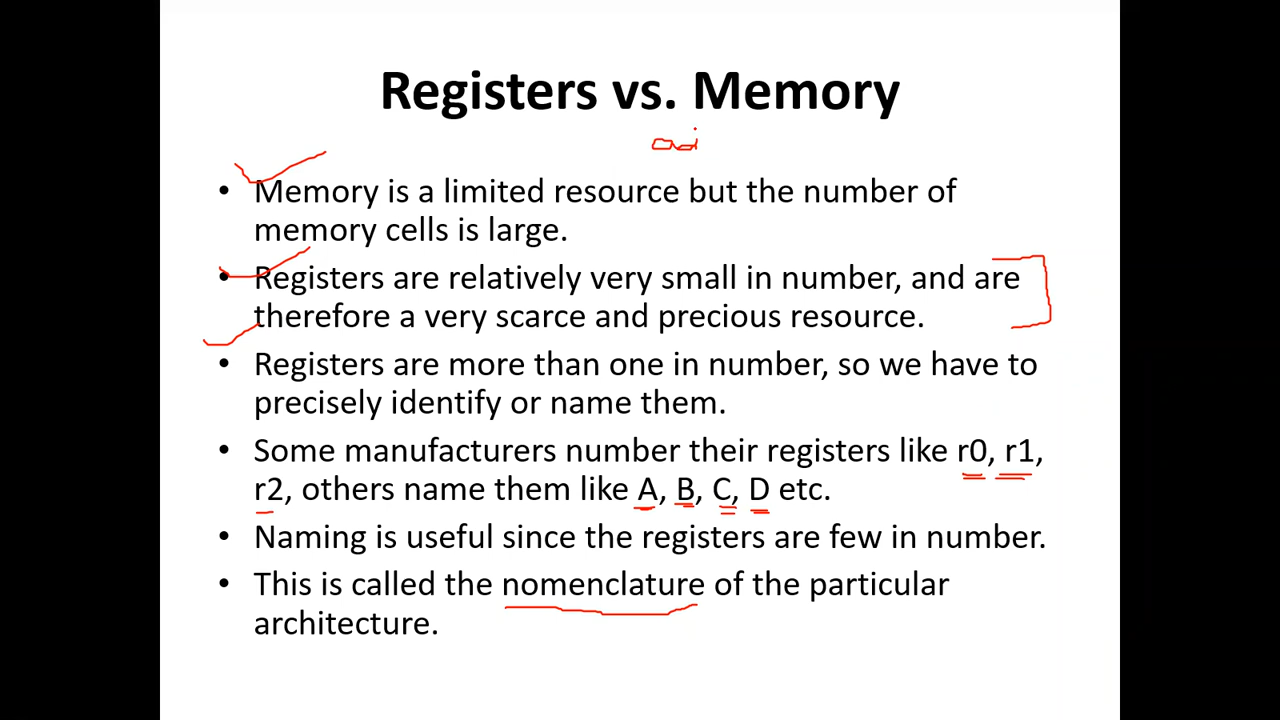 Registers vs. Memory
• Memory is a limited resource but the number of
memory cells is large.
• Registers are relatively very small in number, and are
therefore a very scarce and precious resource.
• Registers are more than one in number, so we have to
precisely identify or name them.
• Some manufacturers number their registers like r0, r1,
r2, others name them like A, B, C, D etc.
• Naming is useful since the registers are few in number.
• This is called the nomenclature of the particular
architecture.